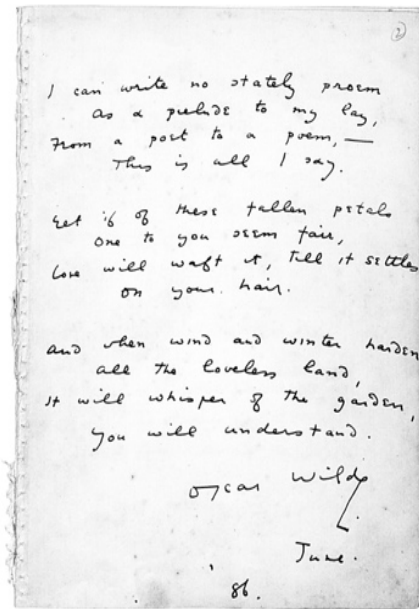 2
I can write no stately proem
As a prelude to my lay,
From a poet to a poem, —
This is all I say.
Yet if of these fallen petals
One to you seem fair,
Love will waft it, till it settles
On your hair.
And when wind and winter harden
All the loveless land,
It will whisper of the garden,
You will understand.
Oscar Wilde
June.
86.